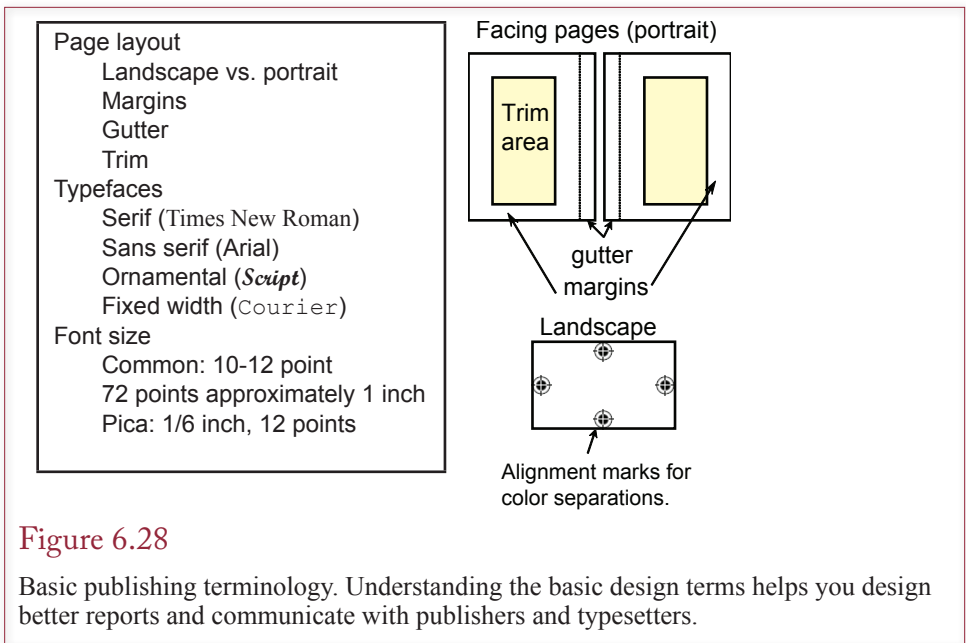 Page layout
Landscape vs. portrait
Margins
Gutter
Trim
Typefaces
Serif (Times New Roman)
Sans serif (Arial)
Ornamental (Script)
Fixed width (Courier)
Font size
Common: 10-12 point
72 points approximately 1 inch
Pica: 1/6 inch, 12 points
Facing pages (portrait)
Trim
area
gutter
margins
Landscape
Alignment marks for
color separations.
Figure 6.28
Basic publishing terminology. Understanding the basic design terms helps you design
better reports and communicate with publishers and typesetters.